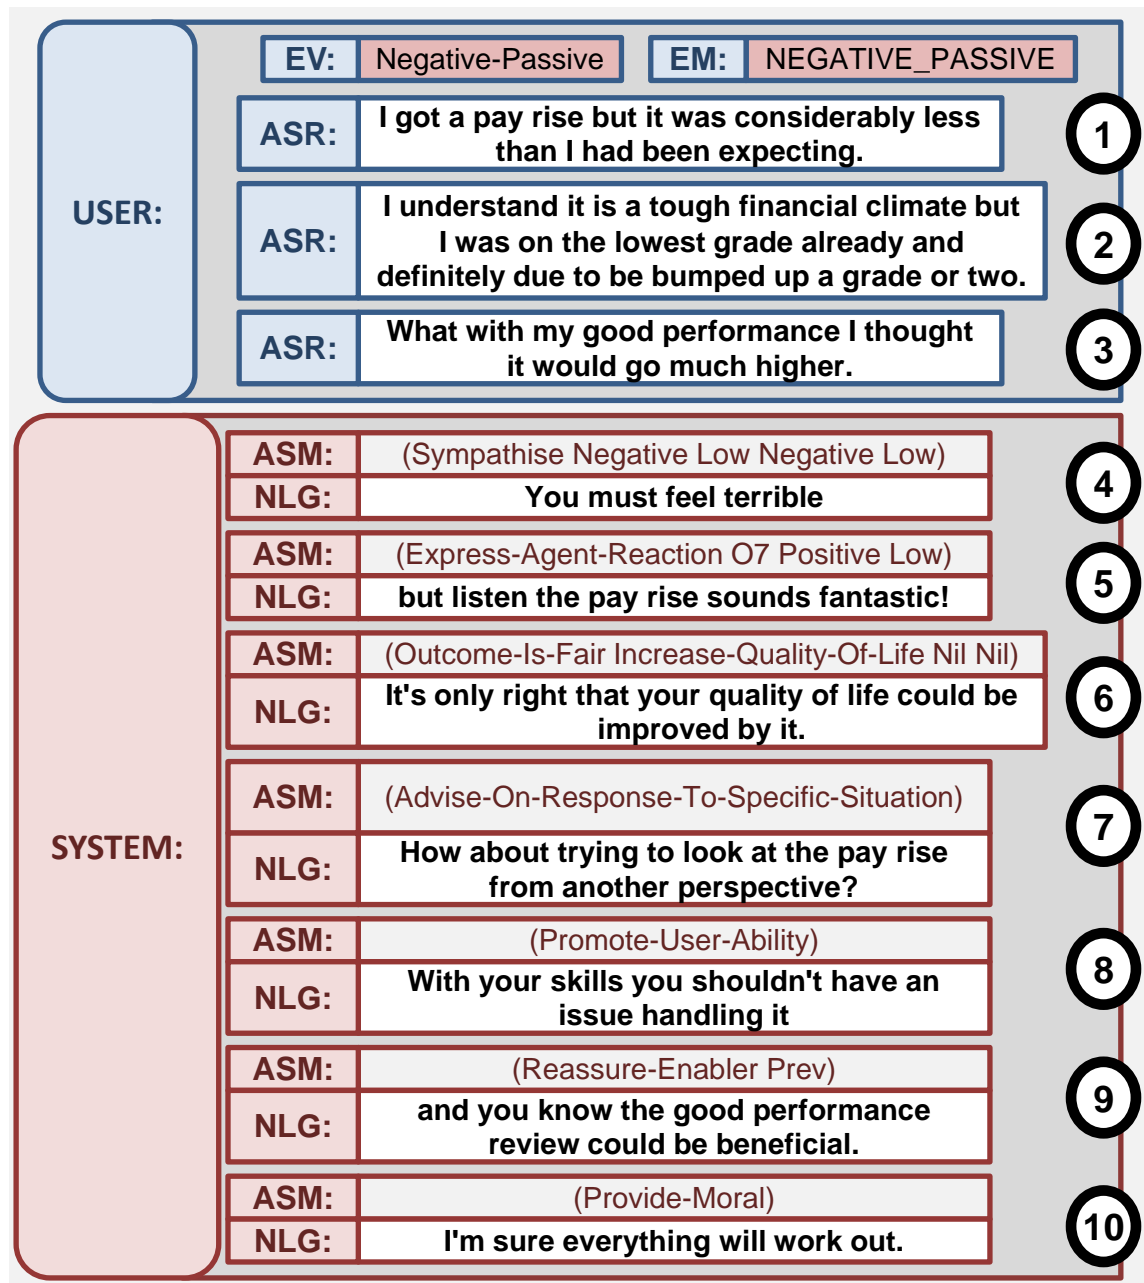 EV: Negative-Passive EM: NEGATIVE_PASSIVE
USER:
ASR: I got a pay rise but it was considerably less
than I had been expecting.
1
ASR: I understand it is a tough financial climate but
I was on the lowest grade already and
definitely due to be bumped up a grade or two.
2
ASR: What with my good performance I thought
it would go much higher.
3
SYSTEM:
ASM: (Sympathise Negative Low Negative Low)
NLG: You must feel terrible
4
ASM: (Express-Agent-Reaction O7 Positive Low)
NLG: but listen the pay rise sounds fantastic!
5
ASM: (Outcome-Is-Fair Increase-Quality-Of-Life Nil Nil)
NLG: It's only right that your quality of life could be
improved by it.
6
ASM: (Advise-On-Response-To-Specific-Situation)
NLG: How about trying to look at the pay rise
from another perspective?
7
ASM: (Promote-User-Ability)
NLG: With your skills you shouldn't have an
issue handling it
8
ASM: (Reassure-Enabler Prev)
NLG: and you know the good performance
review could be beneficial.
9
ASM: (Provide-Moral)
NLG: I'm sure everything will work out.
10